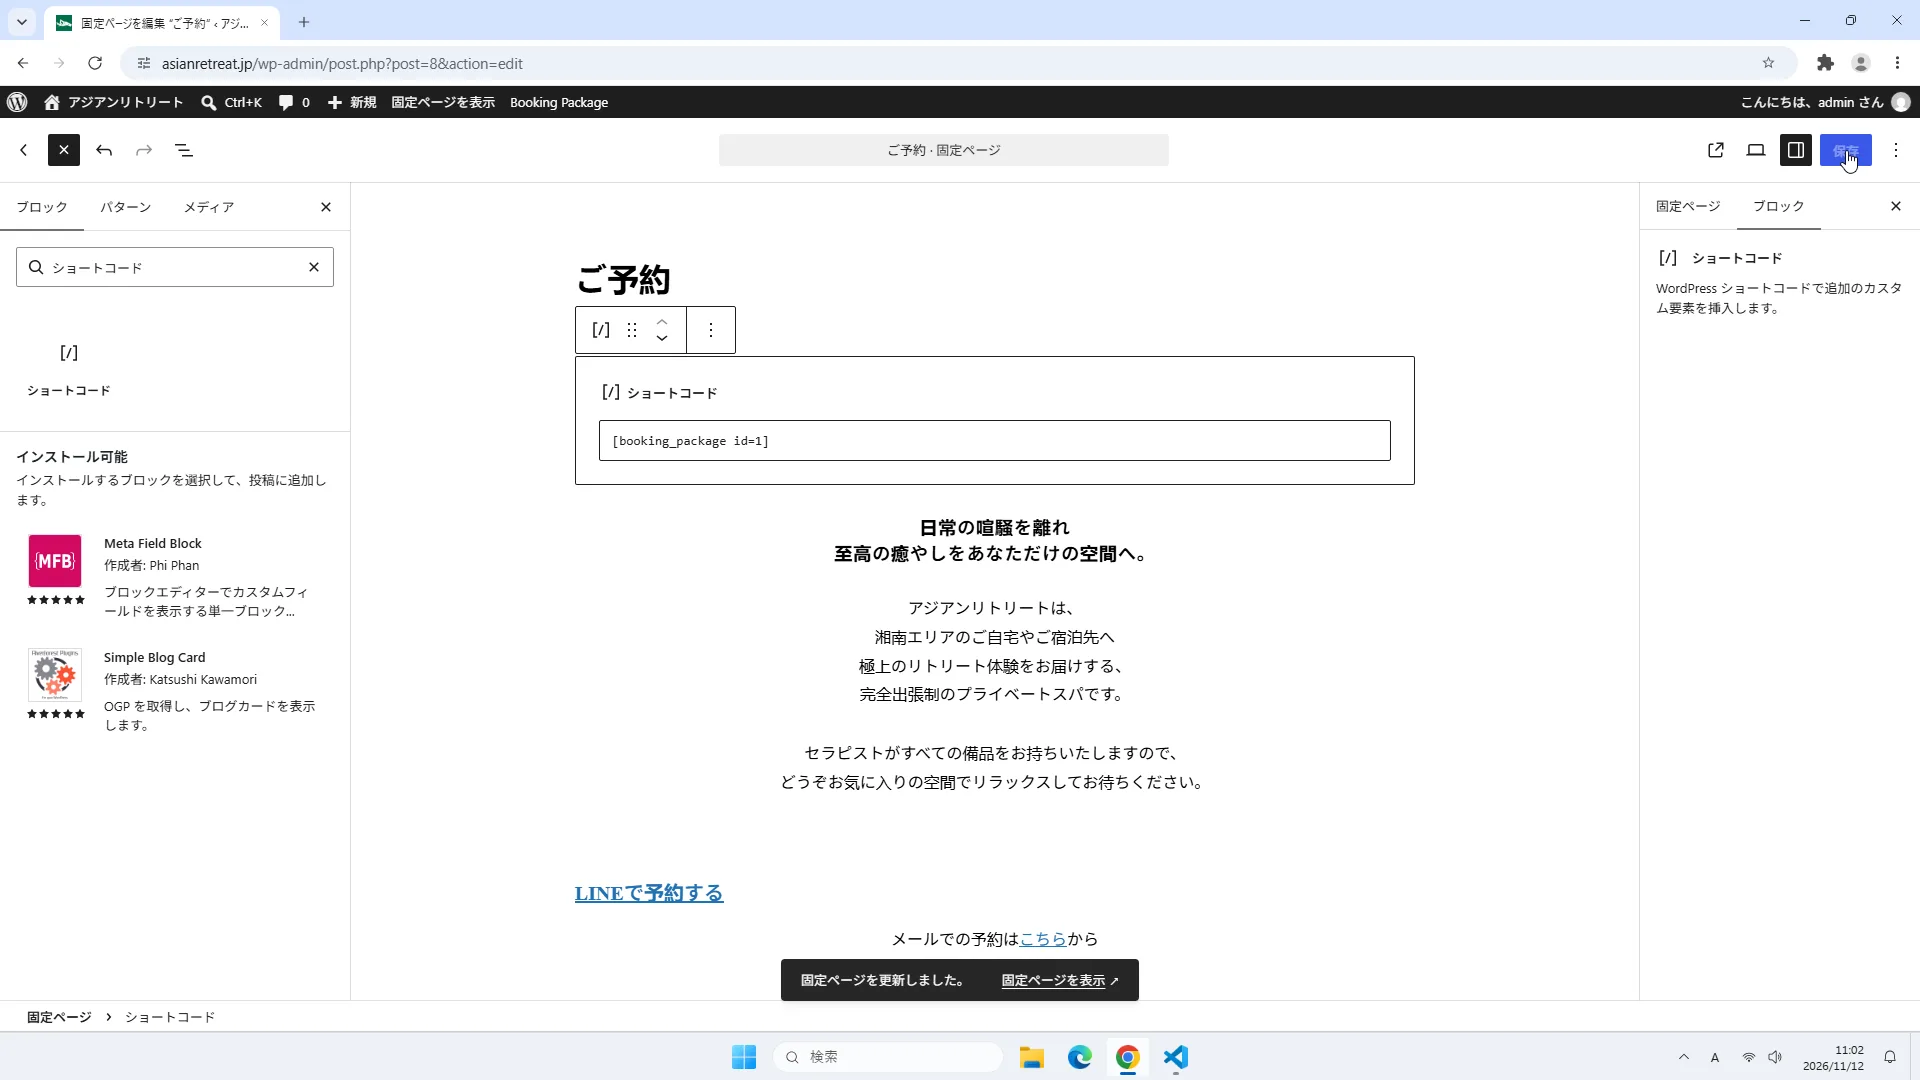 固定ページを編集 “ご予約” ‹ アジ...
asianretreat.jp/wp-admin/post.php?post=8&action=edit
アジアンリトリート
Ctrl+K
0
新規
固定ページを表示
Booking Package
こんにちは、admin さん
ご予約 · 固定ページ
保存
ブロック
パターン
メディア
固定ページ
ブロック
ショートコード
[/]
ショートコード
インストール可能
インストールするブロックを選択して、投稿に追加し
ます。
{MFB}
Meta Field Block
作成者: Phi Phan
ブロックエディターでカスタムフィ
ールドを表示する単一ブロック...
Simple Blog Card
作成者: Katsushi Kawamori
OGP を取得し、ブログカードを表示
します。
ご予約
[/]
[/] ショートコード
[booking_package id=1]
日常の喧騒を離れ
至高の癒やしをあなただけの空間へ。
アジアンリトリートは、
湘南エリアのご自宅やご宿泊先へ
極上のリトリート体験をお届けする、
完全出張制のプライベートスパです。
セラピストがすべての備品をお持ちいたしますので、
どうぞお気に入りの空間でリラックスしてお待ちください。
LINEで予約する
メールでの予約はこちらから
固定ページを更新しました。
固定ページを表示 ↗
[/] ショートコード
WordPress ショートコードで追加のカスタ
ム要素を挿入します。
固定ページ › ショートコード
検索
A
11:02
2026/11/12